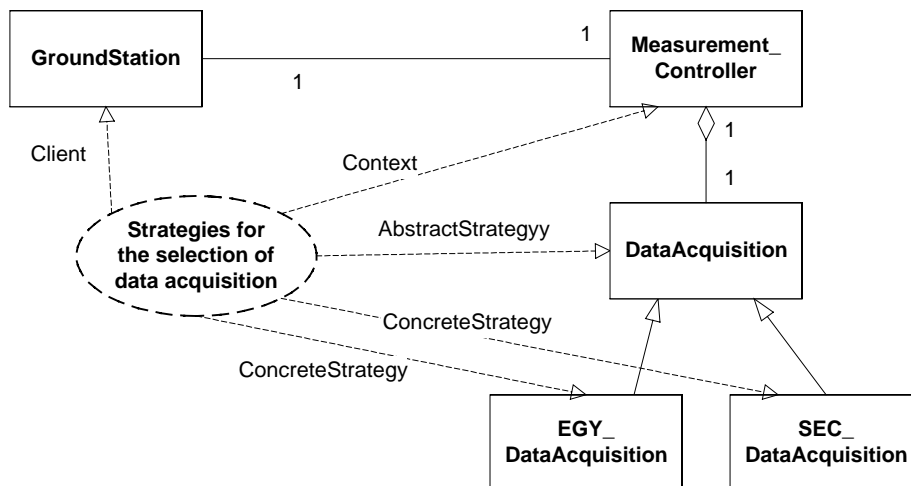 GroundStation
1
1
Measurement_
Controller
Client
Context
1
1
Strategies for
the selection of
data acquisition
AbstractStrategyy
DataAcquisition
ConcreteStrategy
ConcreteStrategy
EGY_
DataAcquisition
SEC_
DataAcquisition